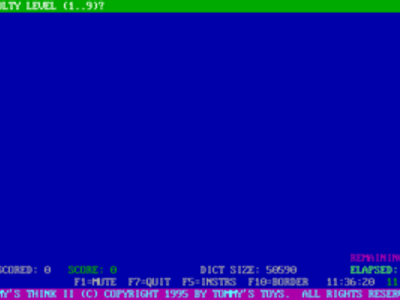 ULTY LEVEL (1..9)?
REMAININ
SCORED: 0 SCORE: 0 DICT SIZE: 50590 ELAPSED:
F1=MUTE F7=QUIT F5=INSTRS F10=BORDER 11:36:20 11
MY'S THINK II (C) COPYRIGHT 1995 BY TOMMY'S TOYS. ALL RIGHTS RESER